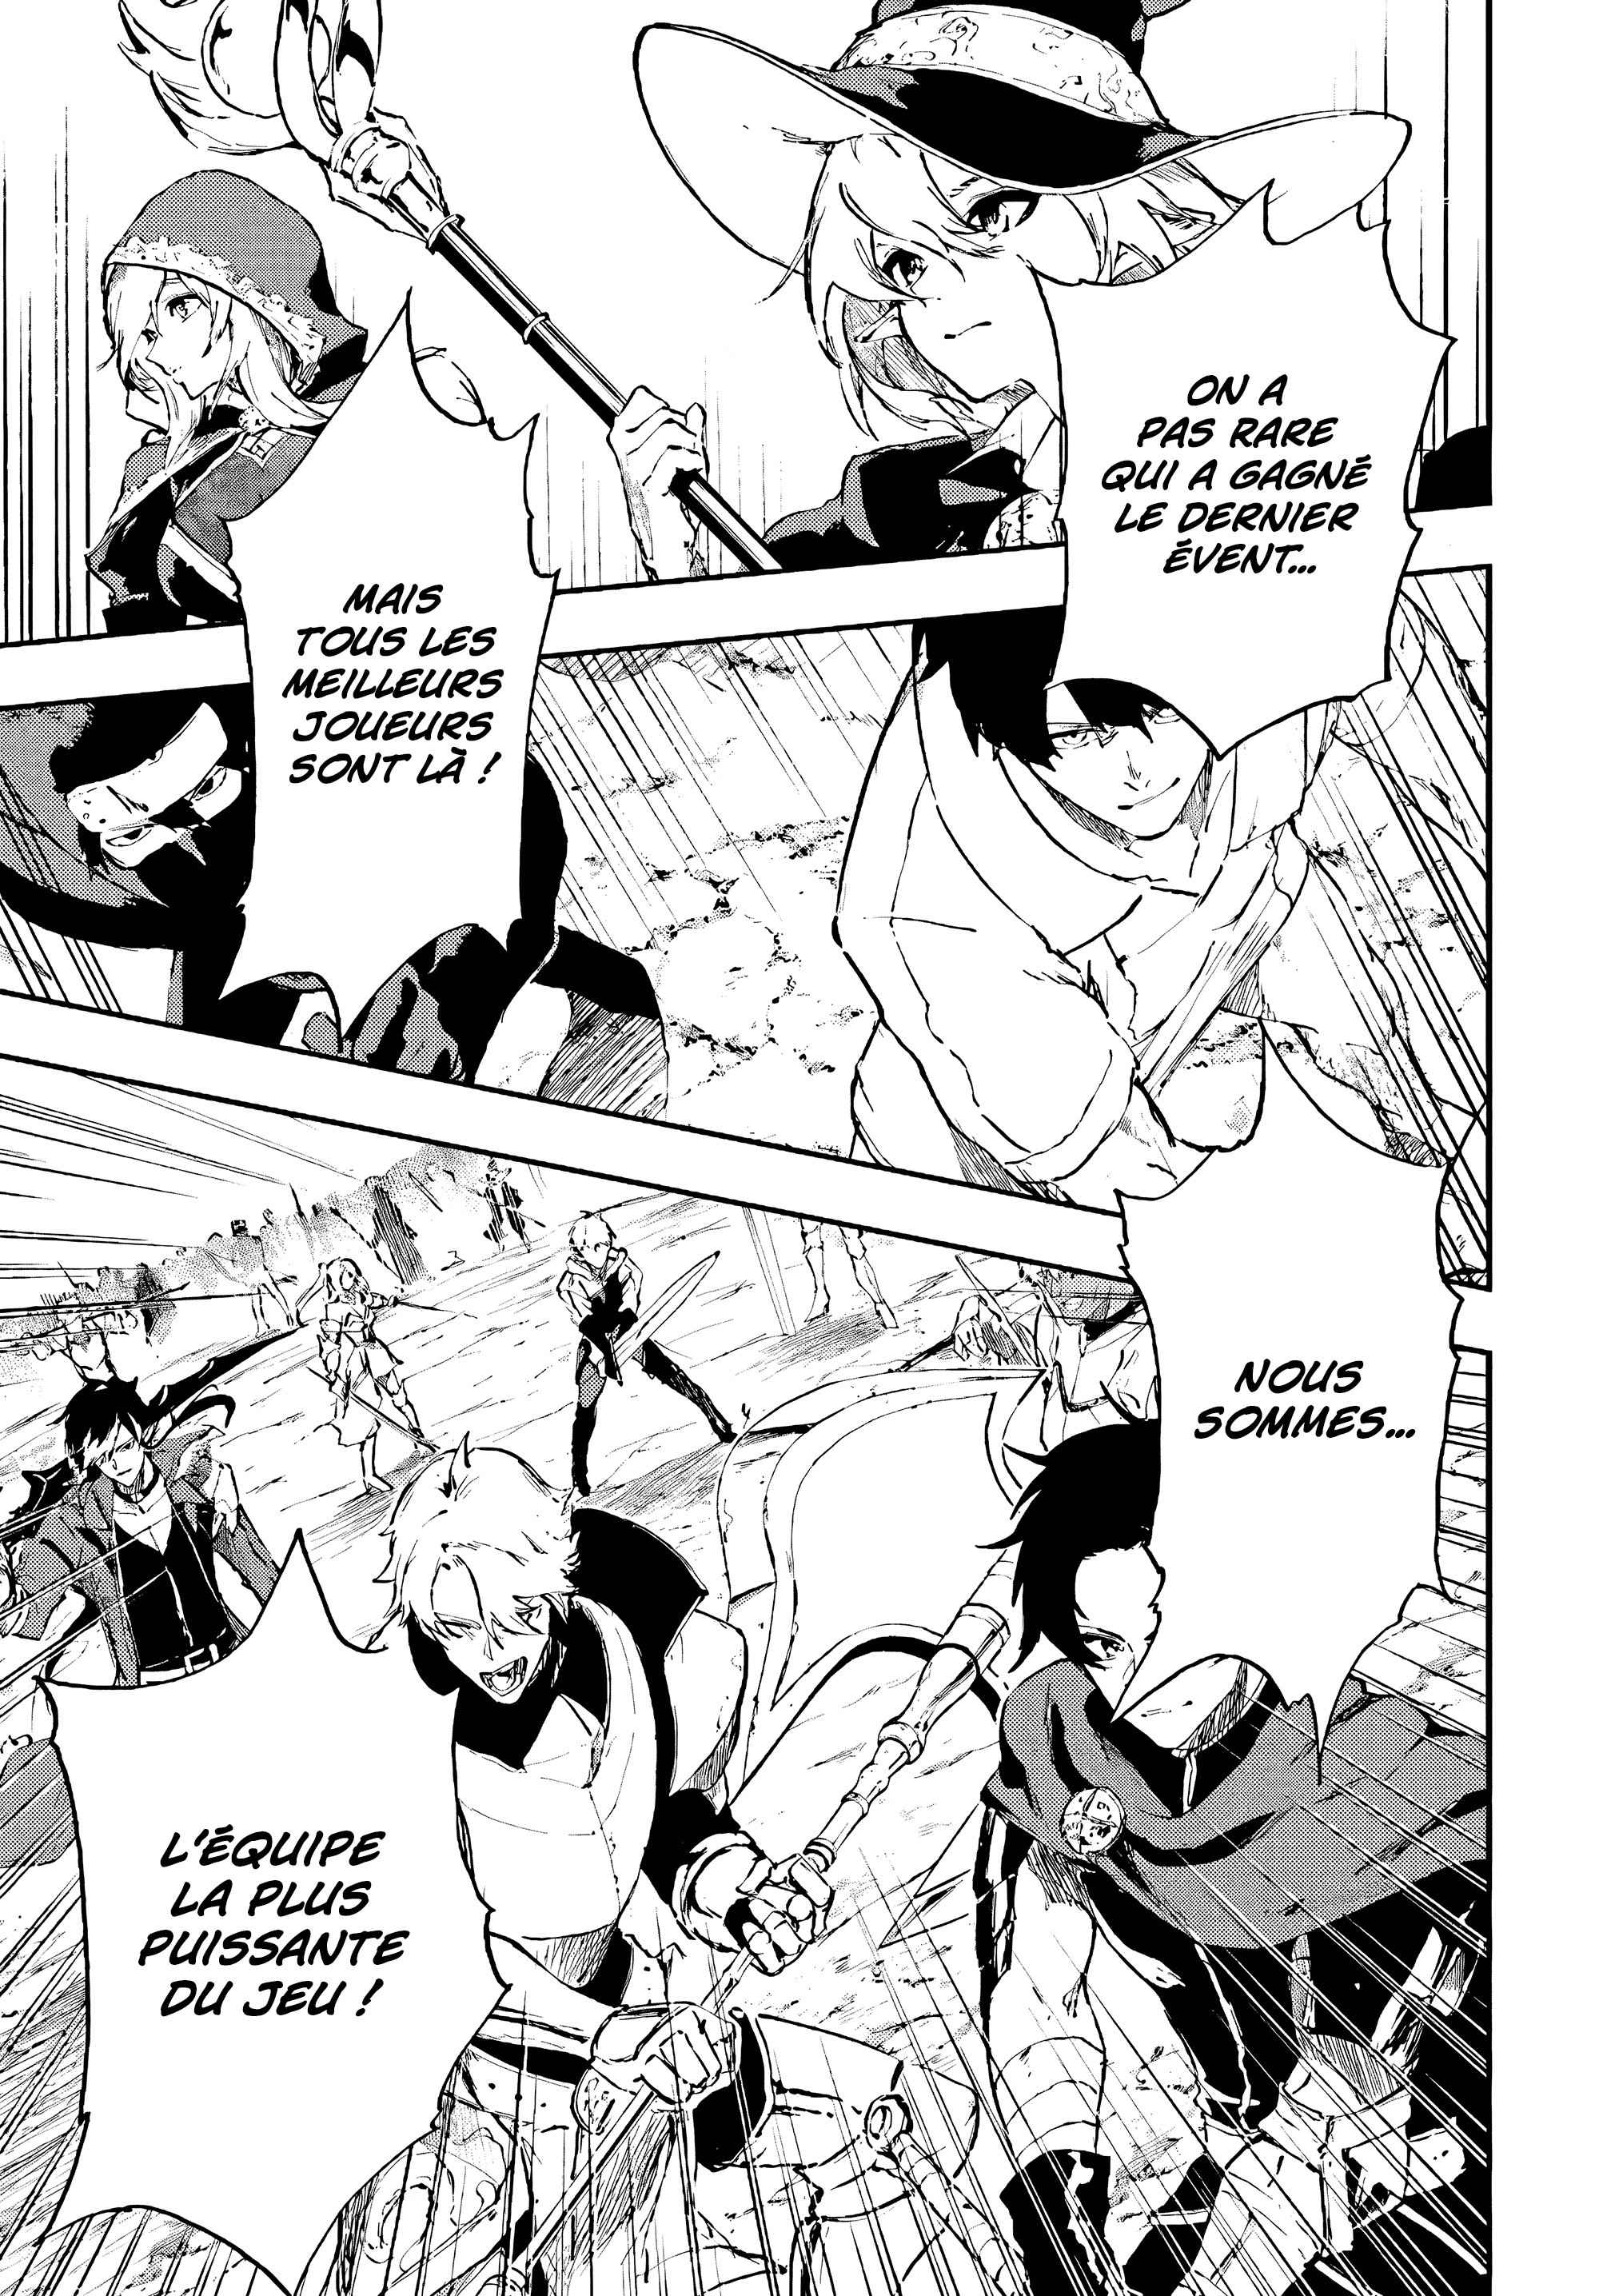 ON A
PAS RARE
QUI A GAGNÉ
LE DERNIER
ÉVENT...
MAIS
TOUS LES
MEILLEURS
JOUEURS
SONT LÀ !
NOUS
SOMMES...
L'ÉQUIPE
LA PLUS
PUISSANTE
DU JEU !